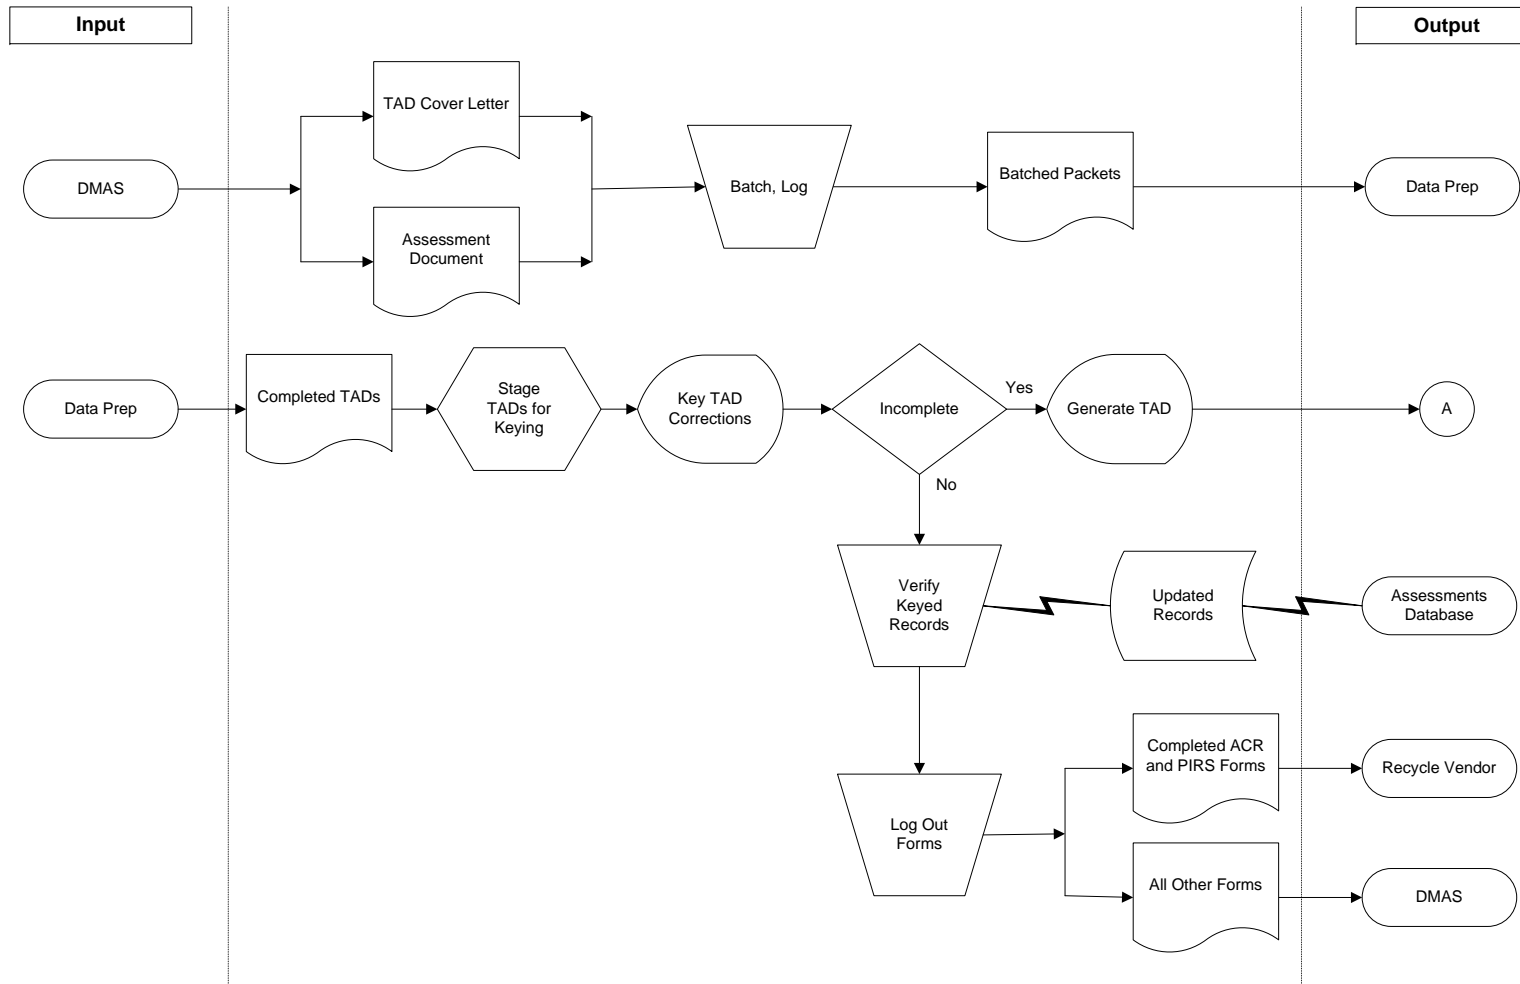 Input
Output
TAD Cover Letter
DMAS
Batch, Log
Batched Packets
Data Prep
Assessment
Document
Data Prep
Completed TADs
Stage
TADs for
Keying
Key TAD
Corrections
Incomplete
Yes
Generate TAD
A
No
Verify
Keyed
Records
Updated
Records
Assessments
Database
Completed ACR
and PIRS Forms
Recycle Vendor
Log Out
Forms
All Other Forms
DMAS